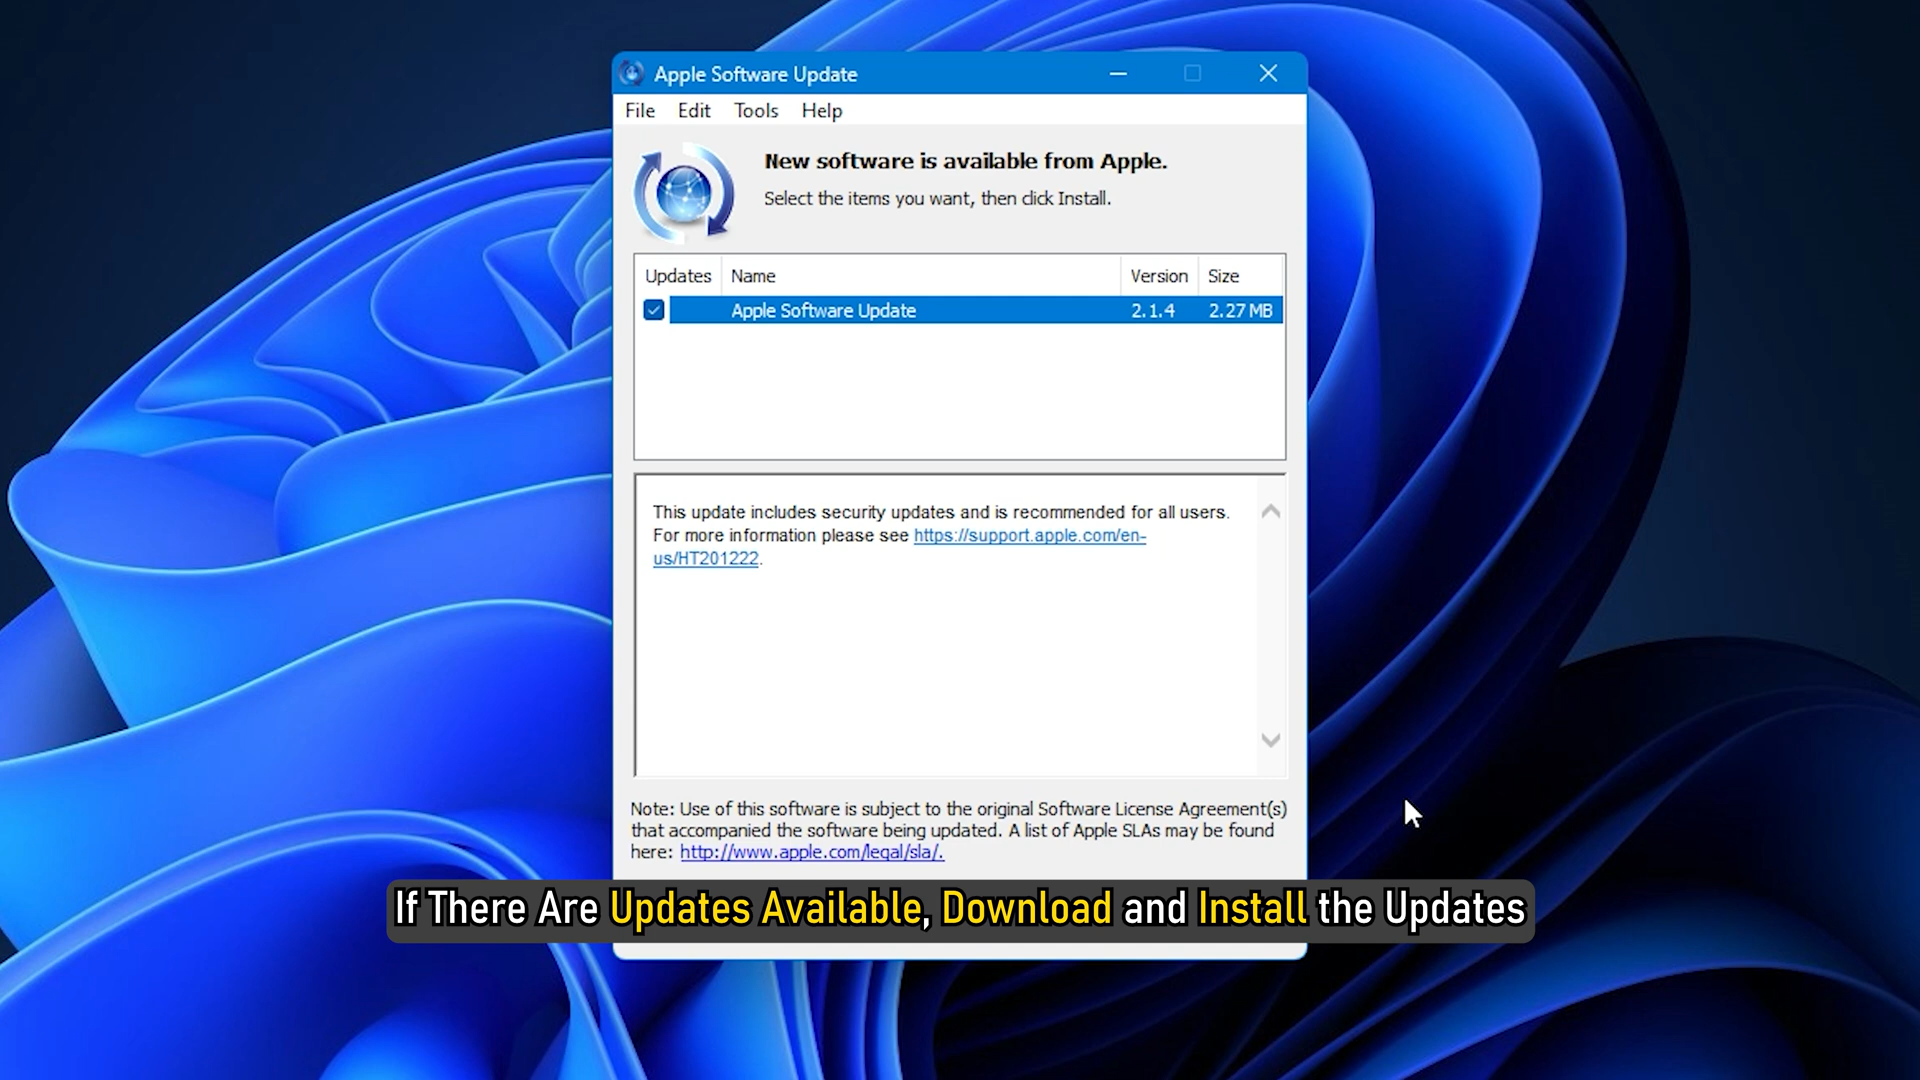 Apple Software Update
File Edit Tools Help
New software is available from Apple.
Select the items you want, then click Install.
Updates Name Version Size
Apple Software Update 2.1.4 2.27 MB
This update includes security updates and is recommended for all users.
For more information please see https://support.apple.com/en-
us/HT201222.
Note: Use of this software is subject to the original Software License Agreement(s)
that accompanied the software being updated. A list of Apple SLAs may be found
here: http://www.apple.com/legal/sla/.
If There Are Updates Available, Download and Install the Updates